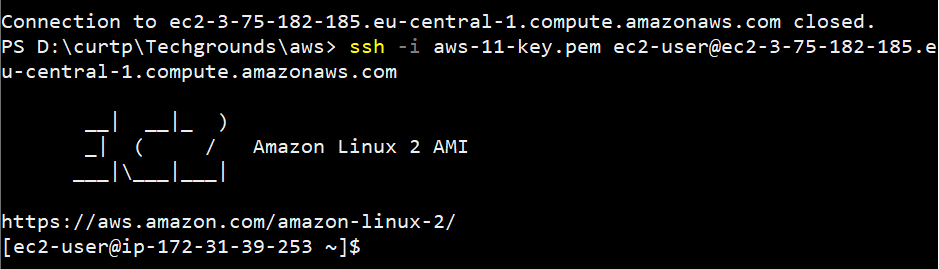 Connection to ec2-3-75-182-185.eu-central-1.compute.amazonaws.com closed.
PS D:\curtp\Techgrounds\aws> ssh -i aws-11-key.pem ec2-user@ec2-3-75-182-185.e
u-central-1.compute.amazonaws.com

       __|  __|_  )
       _|  (     /   Amazon Linux 2 AMI
      ___|\___|___|

https://aws.amazon.com/amazon-linux-2/
[ec2-user@ip-172-31-39-253 ~]$